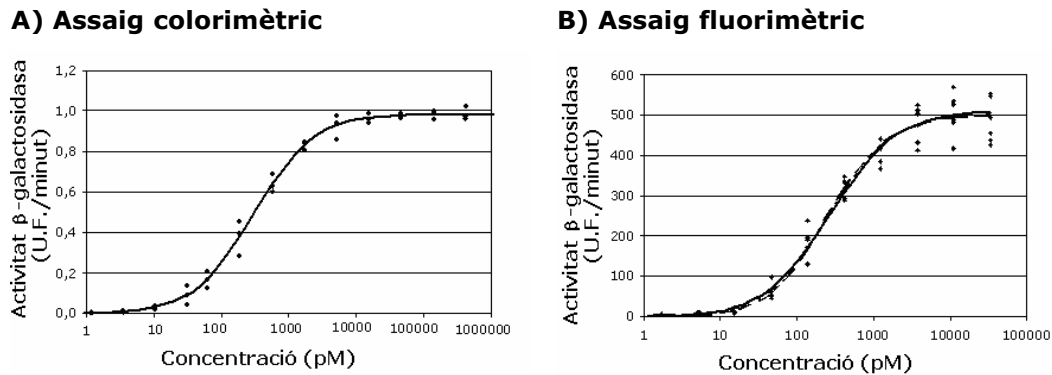 A) Assaig colorimètric
Activitat β-galactosidasa
(U.F./minut)
1,2
1,0
0,8
0,6
0,4
0,2
0,0
1 10 100 1000 10000 100000 1000000
Concentració (pM)
B) Assaig fluorimètric
Activitat β-galactosidasa
(U.F./minut)
600
500
400
300
200
100
0
1 10 100 1000 10000 100000
Concentració (pM)